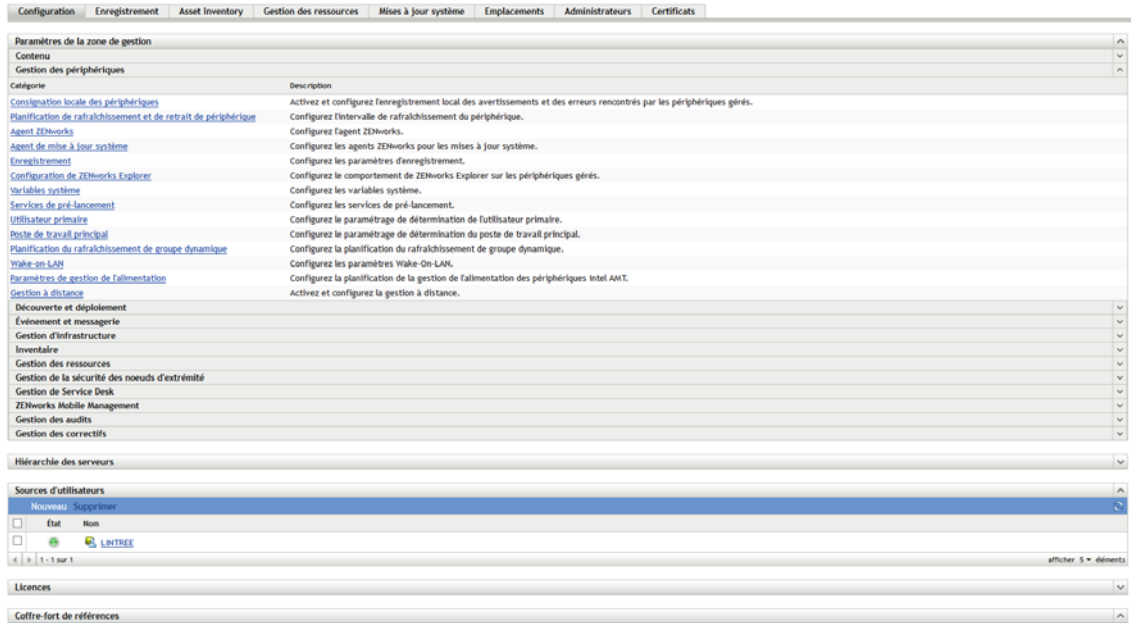 Configuration Enregistrement Asset Inventory Gestion des ressources Mises à jour système Emplacements Administrateurs Certificats
Paramètres de la zone de gestion
Contenu
Gestion des périphériques
Catégorie Description
Consignation locale des périphériques Activez et configurez l'enregistrement local des avertissements et des erreurs rencontrés par les périphériques gérés.
Planification de rafraîchissement et de retrait de périphérique Configurez l'intervalle de rafraîchissement du périphérique.
Agent ZENworks Configurez l'agent ZENworks.
Agent de mise à jour système Configurez les agents ZENworks pour les mises à jour système.
Enregistrement Configurez les paramètres d'enregistrement.
Configuration de ZENworks Explorer Configurez le comportement de ZENworks Explorer sur les périphériques gérés.
Variables système Configurez les variables système.
Services de pré-lancement Configurez les services de pré-lancement.
Utilisateur primaire Configurez le paramétrage de détermination de l'utilisateur primaire.
Poste de travail principal Configurez le paramétrage de détermination du poste de travail principal.
Planification du rafraîchissement de groupe dynamique Configurez la planification du rafraîchissement de groupe dynamique.
Wake-on-LAN Configurez les paramètres Wake-On-LAN.
Paramètres de gestion de l'alimentation Configurez la planification de la gestion de l'alimentation des périphériques Intel AMT.
Gestion à distance Activez et configurez la gestion à distance.
Découverte et déploiement
Événement et messagerie
Gestion d'infrastructure
Inventaire
Gestion des ressources
Gestion de la sécurité des noeuds d'extrémité
Gestion de Service Desk
ZENworks Mobile Management
Gestion des audits
Gestion des correctifs
Hiérarchie des serveurs
Sources d'utilisateurs
Nouveau Supprimer
État Nom
LINTREE
1 - 1 sur 1 afficher 5 éléments
Licences
Coffre-fort de références